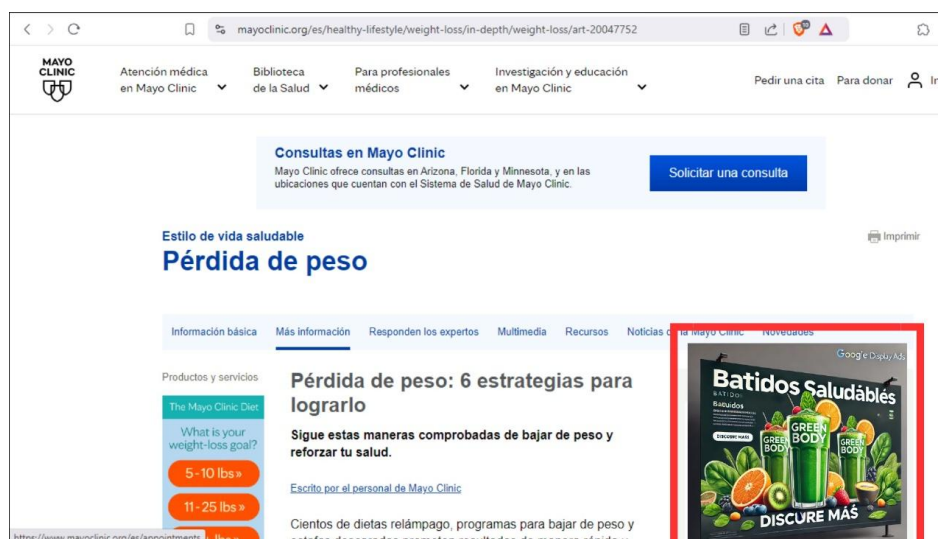 mayoclinic.org/es/healthy-lifestyle/weight-loss/in-depth/weight-loss/art-20047752
MAYO
CLINIC
Atención médica
en Mayo Clinic
Biblioteca
de la Salud
Para profesionales
médicos
Investigación y educación
en Mayo Clinic
Pedir una cita
Para donar
Consultas en Mayo Clinic
Mayo Clinic ofrece consultas en Arizona, Florida y Minnesota, y en las
ubicaciones que cuentan con el Sistema de Salud de Mayo Clinic.
Solicitar una consulta
Estilo de vida saludable
Pérdida de peso
Imprimir
Información básica
Más información
Responden los expertos
Multimedia
Recursos
Noticias de la Mayo Clinic
Novedades
Productos y servicios
The Mayo Clinic Diet
What is your
weight-loss goal?
5-10 lbs»
11-25 lbs»
lbs»
Pérdida de peso: 6 estrategias para
lograrlo
Sigue estas maneras comprobadas de bajar de peso y
reforzar tu salud.
Escrito por el personal de Mayo Clinic
Cientos de dietas relámpago, programas para bajar de peso y
Google Display Ads
Batidos Saludábles
BATIDO
GREEN
BODY
GREEN
BODY
GREEN
BODY
DISCURE MÁS
https://www.mayoclinic.org/es/appointments